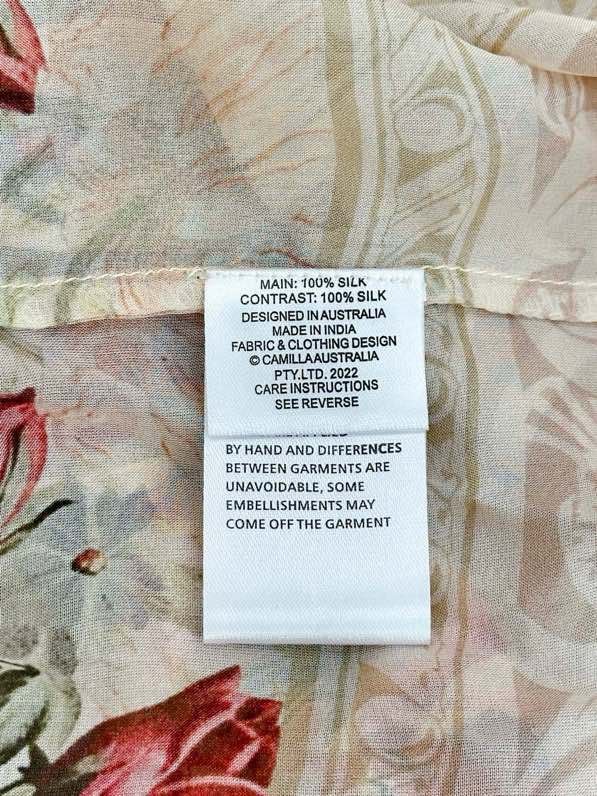 MAIN: 100% SILK
CONTRAST: 100% SILK
DESIGNED IN AUSTRALIA
MADE IN INDIA
FABRIC & CLOTHING DESIGN
© CAMILLA AUSTRALIA
PTY.LTD. 2022
CARE INSTRUCTIONS
SEE REVERSE
BY HAND AND DIFFERENCES
BETWEEN GARMENTS ARE
UNAVOIDABLE, SOME
EMBELLISHMENTS MAY
COME OFF THE GARMENT